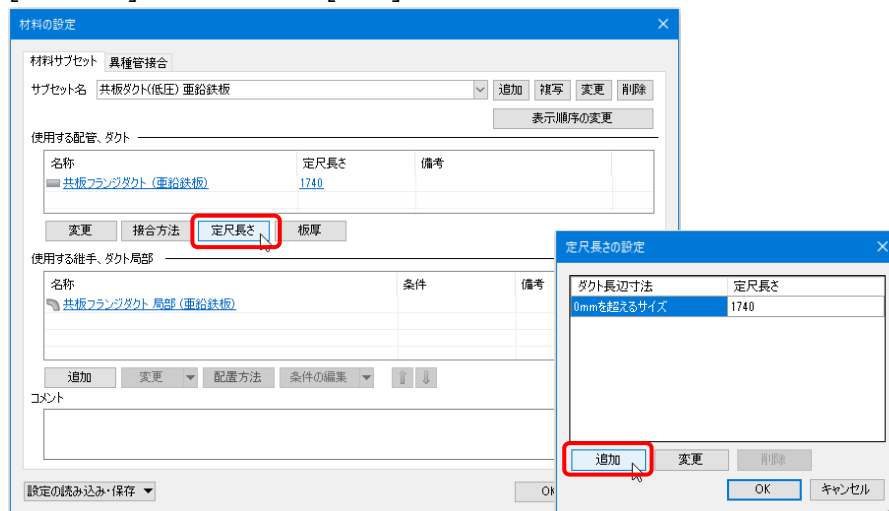 材料の設定
材料サブセット 異種管接合
サブセット名 共板ダクト(低圧) 亜鉛鉄板 追加 複写 変更 削除
表示順序の変更
使用する配管、ダクト
名称 定尺長さ 備考
共板フランジダクト (亜鉛鉄板) 1740
変更 接合方法 定尺長さ 板厚
使用する継手、ダクト局部
名称 条件 備考
共板フランジダクト 局部 (亜鉛鉄板)
追加 変更 配置方法 条件の編集
コメント
設定の読み込み・保存 OK
定尺長さの設定
ダクト長辺寸法 定尺長さ
0mmを超えるサイズ 1740
追加 変更 削除
OK キャンセル